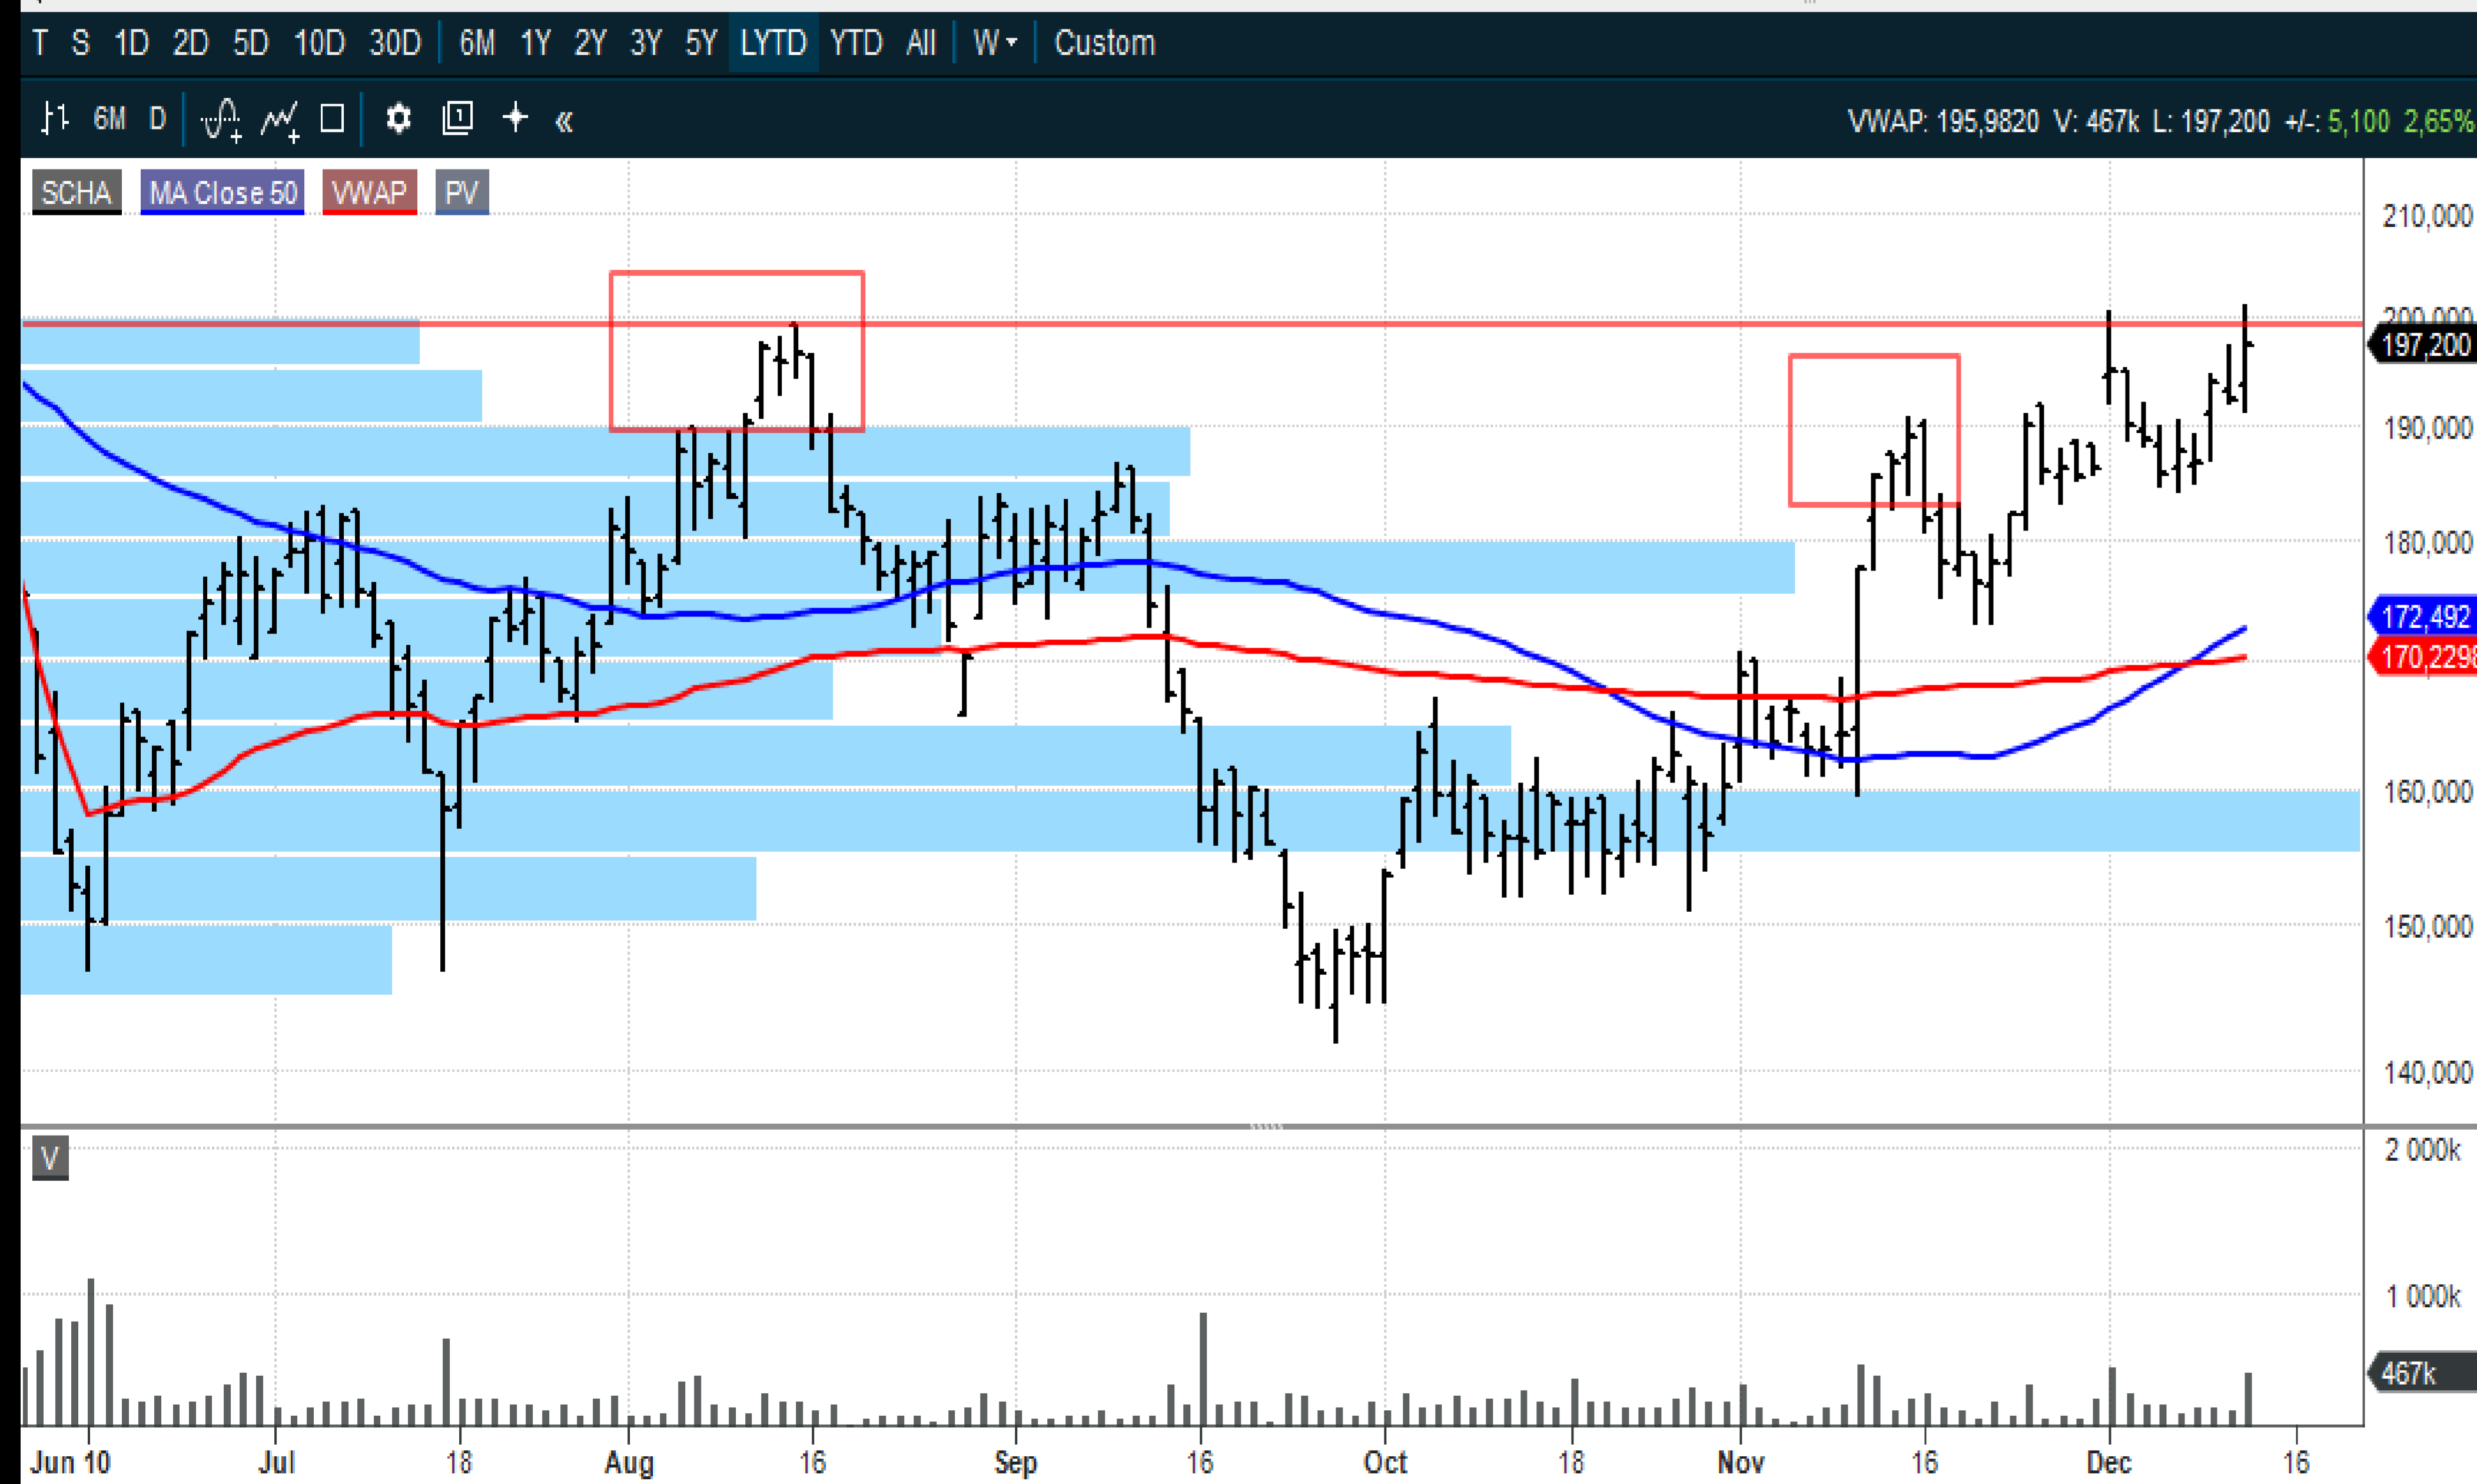 T S 1D 2D 5D 10D 30D 6M 1Y 2Y 3Y 5Y LYTD YTD All W Custom
6M D 1 « VWAP: 195,9820 V: 467k L: 197,200 +/-: 5,100 2,65%
SCHA MA Close 50 VWAP PV
210,000
200,000
197,200
190,000
180,000
172,492
170,2298
160,000
150,000
140,000
V
2 000k
1 000k
467k
Jun 10 Jul 18 Aug 16 Sep 16 Oct 18 Nov 16 Dec 16